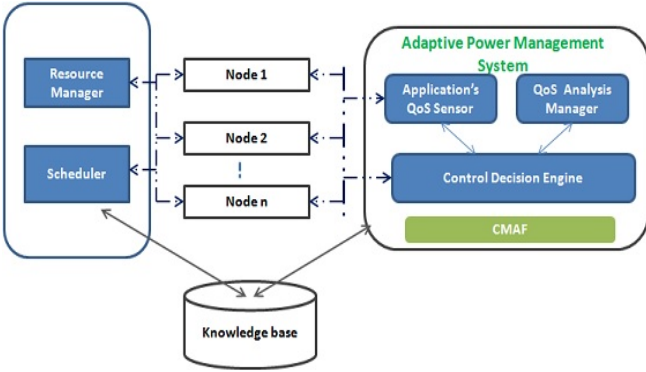 Adaptive Power Management
System
Resource
Manager
Node 1
Application's
QoS Sensor
QoS Analysis
Manager
Node 2
Scheduler
Control Decision Engine
Node n
CMAF
Knowledge base